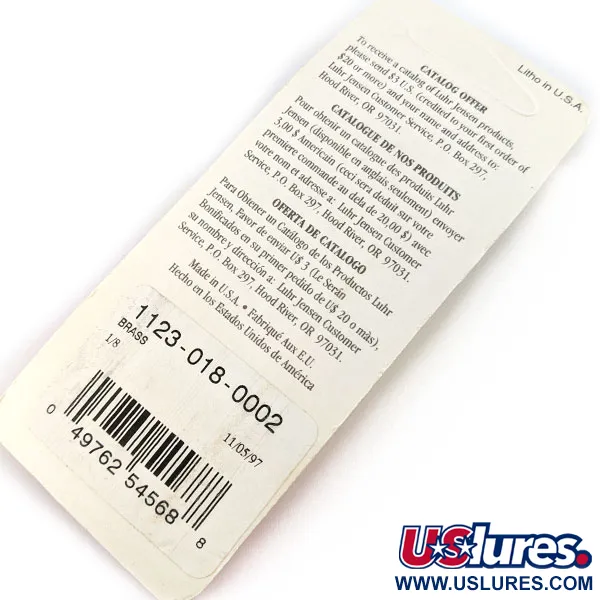 Litho in U.S.A.
CATALOG OFFER
To receive a catalog of Luhr Jensen products,
please send $3 U.S. (credited to your first order of
$20 or more) and your name and address to:
Luhr Jensen Customer Service, P.O. Box 297,
Hood River, OR 97031.
CATALOGUE DE NOS PRODUITS
Pour obtenir un catalogue des produits Luhr
Jensen (disponible en anglais seulement) envoyer
3,00 $ Americain (ceci sera deduit sur votre
premiere commande au dela de 20,00 $) avec
votre nom et adresse a: Luhr Jensen Customer
Service, P.O. Box 297, Hood River, OR 97031.
OFERTA DE CATALOGO
Para Obtener un Catálogo de los Productos Luhr
Jensen, Favor de enviar U$ 3 (Le Serán
Bonificados en su primer pedido de U$ 20 o màs),
su nombre y dirección a: Luhr Jensen Customer
Service, P.O. Box 297, Hood River, OR 97031.
Made in U.S.A. • Fabriqué Aux E.U.
Hecho en los Estados Unidos de América
1123-018-0002
BRASS
1/8
11/05/97
0 49762 54568 8
USlures.
WWW.USLURES.COM